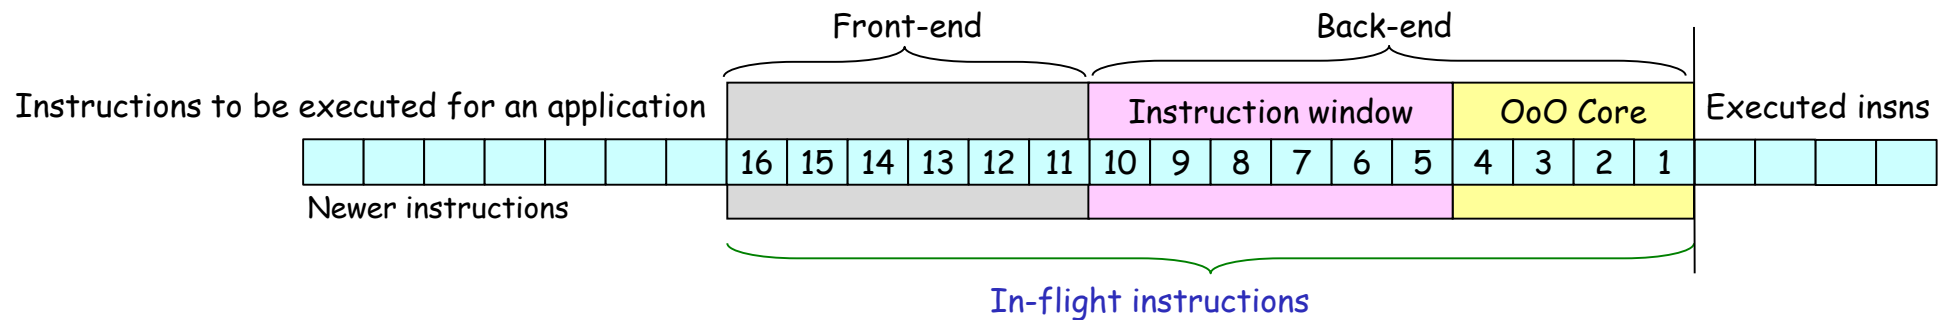 Front-end
Back-end
Instructions to be executed for an application
Instruction window
OoO Core
Executed insns
16 15 14 13 12 11 10 9 8 7 6 5 4 3 2 1
Newer instructions
In-flight instructions